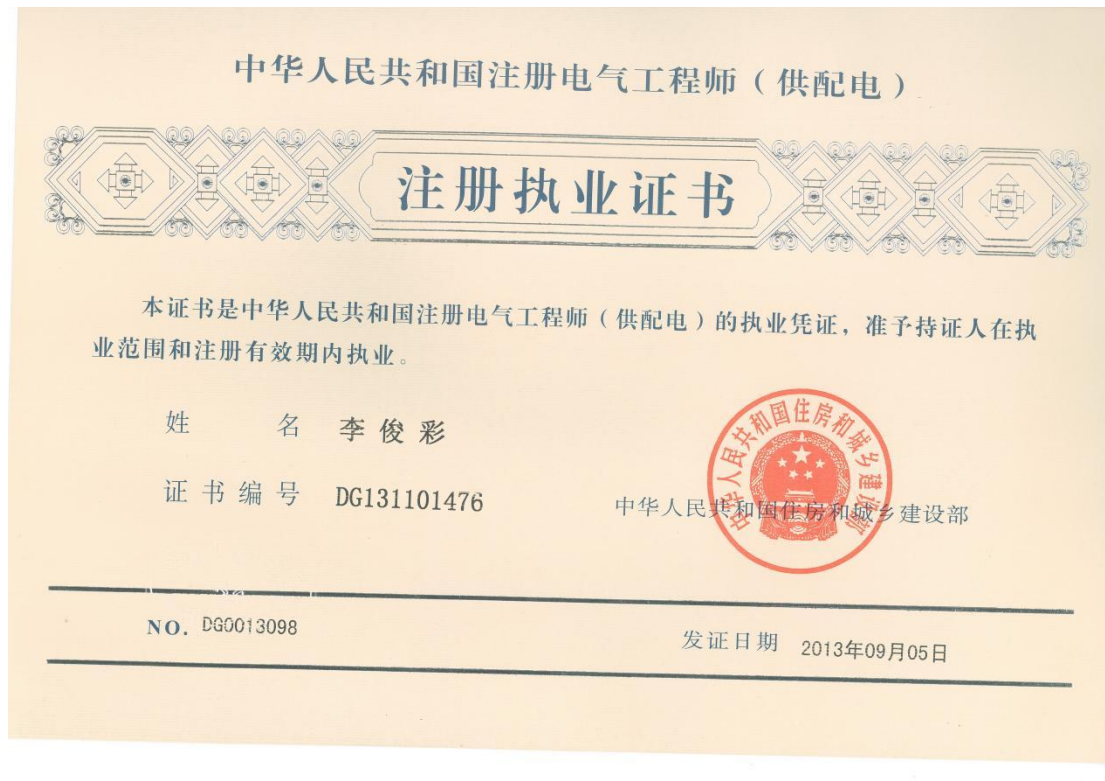 中华人民共和国注册电气工程师（供配电）
注册执业证书
本证书是中华人民共和国注册电气工程师（供配电）的执业凭证，准予持证人在执
业范围和注册有效期内执业。
姓 名 李俊彩
证书编号 DG131101476
中华人民共和国住房和城乡建设部
中华人民共和国住房和城乡建设部
NO. DG0013098
发证日期 2013年09月05日